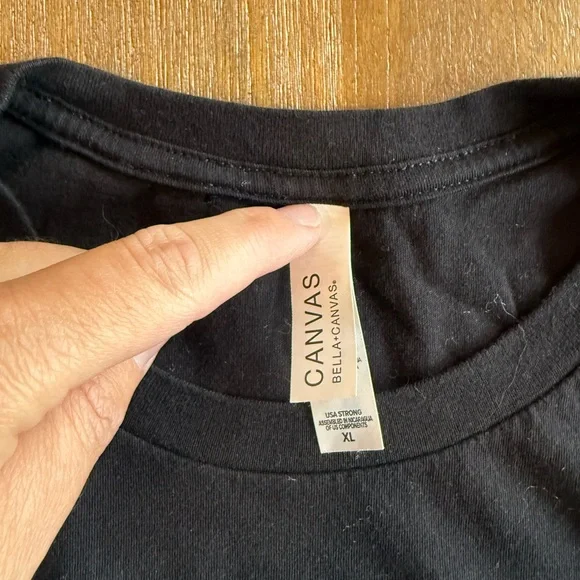 CANVAS
BELLA+CANVAS®
USA STRONG
ASSEMBLED IN NICARAGUA
OF US COMPONENTS
XL